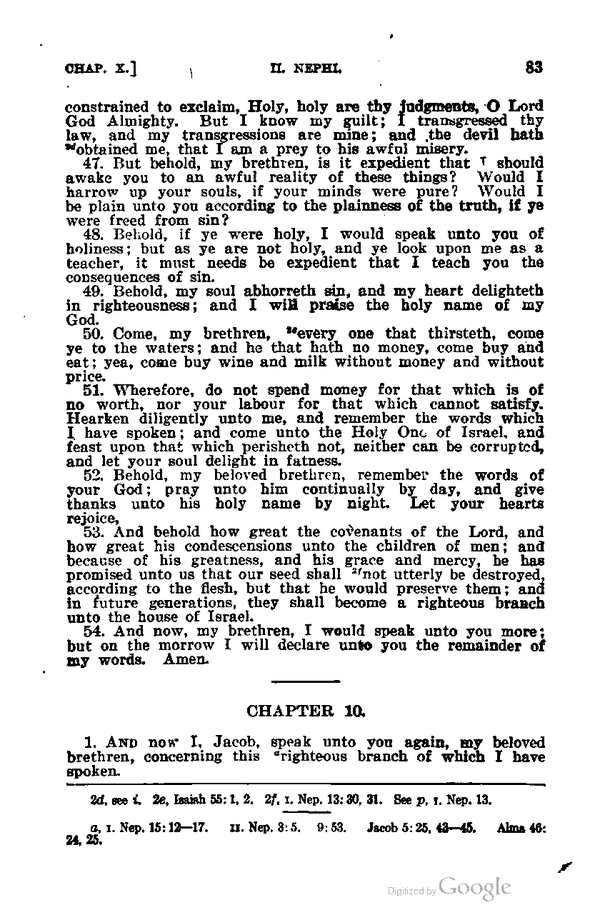 CHAP. X.] II. NEPHI. 83
constrained to exclaim, Holy, holy are thy judgments, O Lord
God Almighty. But I know my guilt; I transgressed thy
law, and my transgressions are mine; and the devil hath
2dobtained me, that I am a prey to his awful misery.
47. But behold, my brethren, is it expedient that I should
awake you to an awful reality of these things? Would I
harrow up your souls, if your minds were pure? Would I
be plain unto you according to the plainness of the truth, if ye
were freed from sin?
48. Behold, if ye were holy, I would speak unto you of
holiness; but as ye are not holy, and ye look upon me as a
teacher, it must needs be expedient that I teach you the
consequences of sin.
49. Behold, my soul abhorreth sin, and my heart delighteth
in righteousness; and I will praise the holy name of my
God.
50. Come, my brethren, 2eevery one that thirsteth, come
ye to the waters; and he that hath no money, come buy and
eat; yea, come buy wine and milk without money and without
price.
51. Wherefore, do not spend money for that which is of
no worth, nor your labour for that which cannot satisfy.
Hearken diligently unto me, and remember the words which
I have spoken; and come unto the Holy One of Israel, and
feast upon that which perisheth not, neither can be corrupted,
and let your soul delight in fatness.
52. Behold, my beloved brethren, remember the words of
your God; pray unto him continually by day, and give
thanks unto his holy name by night. Let your hearts
rejoice,
53. And behold how great the covenants of the Lord, and
how great his condescensions unto the children of men; and
because of his greatness, and his grace and mercy, he has
promised unto us that our seed shall 2fnot utterly be destroyed,
according to the flesh, but that he would preserve them; and
in future generations, they shall become a righteous branch
unto the house of Israel.
54. And now, my brethren, I would speak unto you more;
but on the morrow I will declare unto you the remainder of
my words. Amen.
CHAPTER 10.
1. AND now I, Jacob, speak unto you again, my beloved
brethren, concerning this arighteous branch of which I have
spoken.
2d, see i. 2e, Isaiah 55: 1, 2. 2f, I. Nep. 13: 30, 31. See p, I. Nep. 13.
a, I. Nep. 15: 12—17. II. Nep. 3: 5. 9: 53. Jacob 5: 25, 43—45. Alma 46:
24, 25.
Digitized by Google